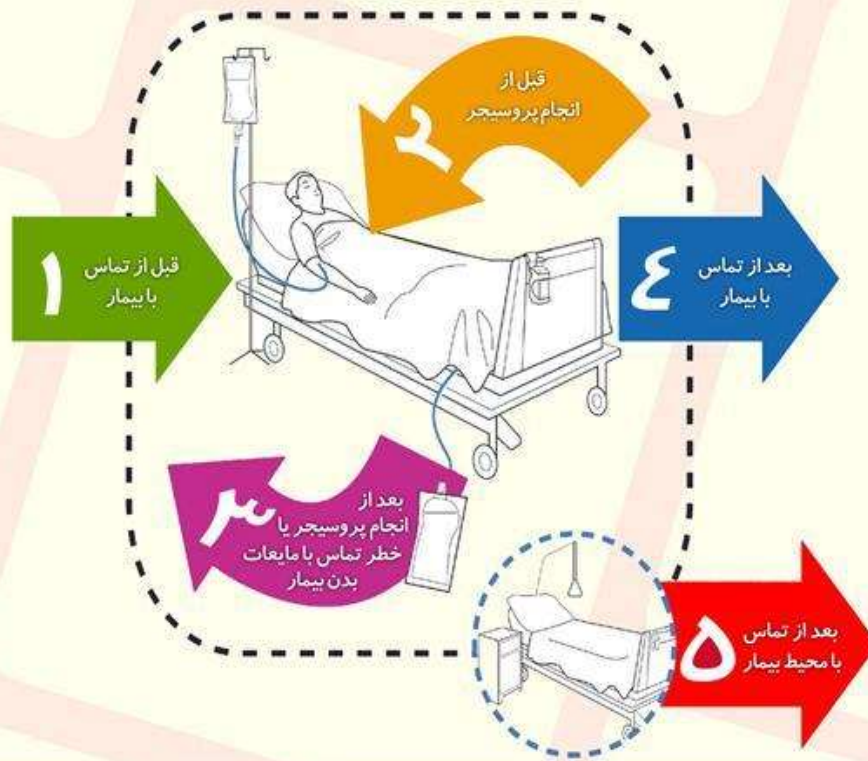 ۱
قبل از تماس
با بیمار
۲
قبل از
انجام پروسیجر
۳
بعد از
انجام پروسیجر یا
خطر تماس با مایعات
بدن بیمار
٤
بعد از تماس
با بیمار
۵
بعد از تماس
با محیط بیمار